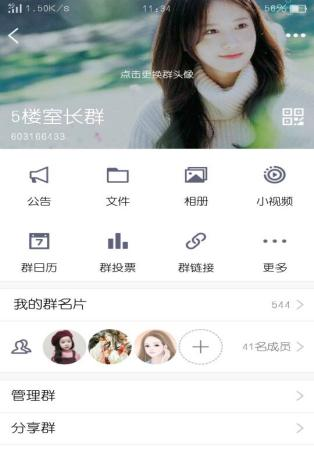 1.50K/s 11:34 56%
点击更换群头像
5楼室长群
603166433
公告 文件 相册 小视频
7
群日历 群投票 群链接 更多
我的群名片 544
41名成员
管理群
分享群